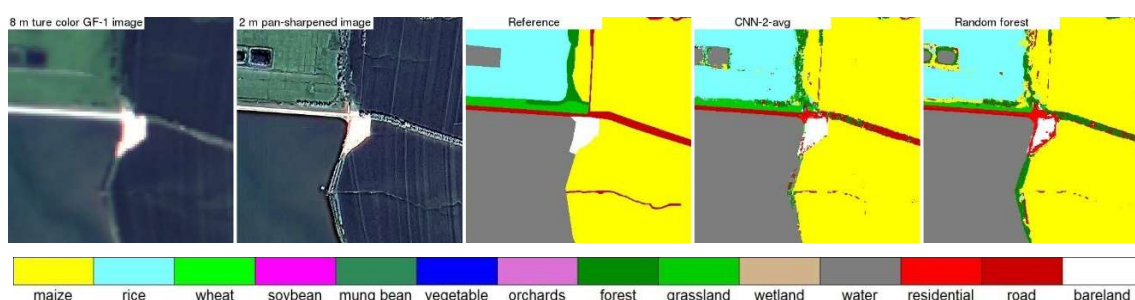 8 m ture color GF-1 image 2 m pan-sharpened image Reference CNN-2-avg Random forest
maize rice wheat soybean mung bean vegetable orchards forest grassland wetland water residential road bareland